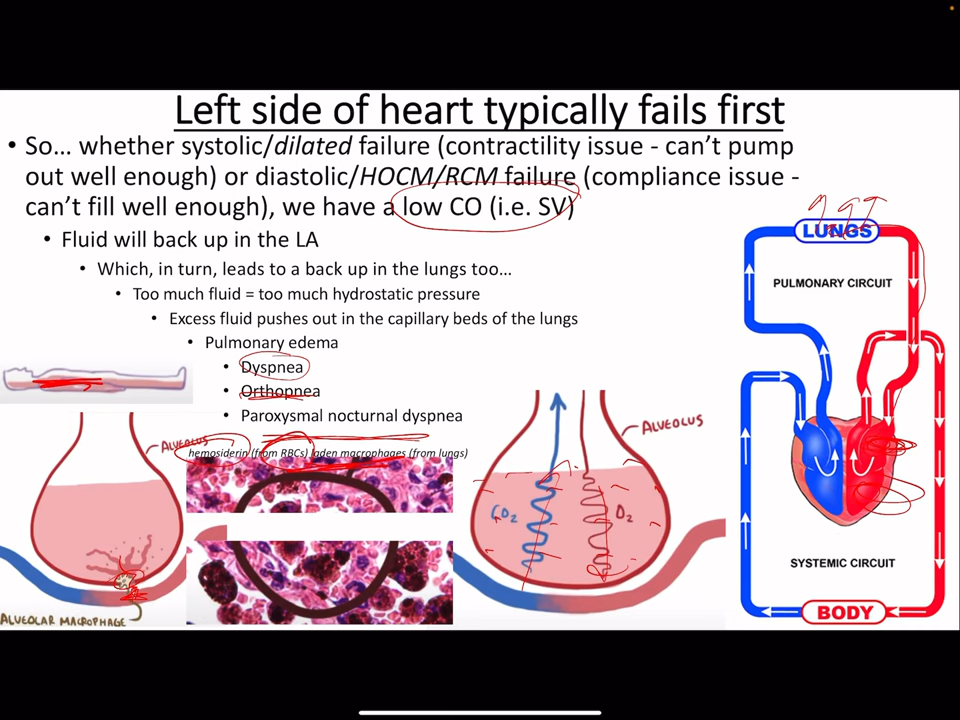 Left side of heart typically fails first
• So... whether systolic/dilated failure (contractility issue - can't pump
out well enough) or diastolic/HOCM/RCM failure (compliance issue -
can't fill well enough), we have a low CO (i.e. SV)
• Fluid will back up in the LA
• Which, in turn, leads to a back up in the lungs too...
• Too much fluid = too much hydrostatic pressure
• Excess fluid pushes out in the capillary beds of the lungs
• Pulmonary edema
• Dyspnea
• Orthopnea
• Paroxysmal nocturnal dyspnea
hemosiderin (from RBCs) laden macrophages (from lungs)
ALVEOLUS
ALVEOLAR MACROPHAGE
ALVEOLUS
CO2
O2
LUNGS
PULMONARY CIRCUIT
SYSTEMIC CIRCUIT
BODY